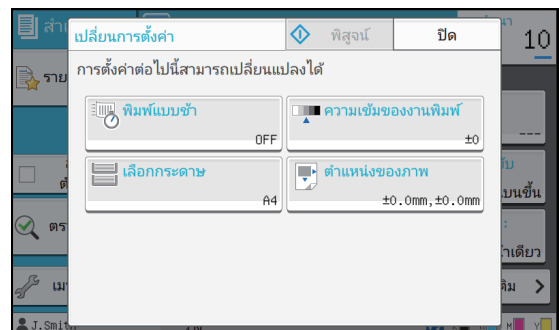 เปลี่ยนการตั้งค่า
พิสูจน์
ปิด
10
การตั้งค่าต่อไปนี้สามารถเปลี่ยนแปลงได้
ราย
พิมพ์แบบช้า
OFF
ความเข้มของงานพิมพ์
±0
---
เลือกกระดาษ
A4
ตำแหน่งของภาพ
±0.0mm,±0.0mm
บนขึ้น
ตร
เม
J.Smit
M
Y